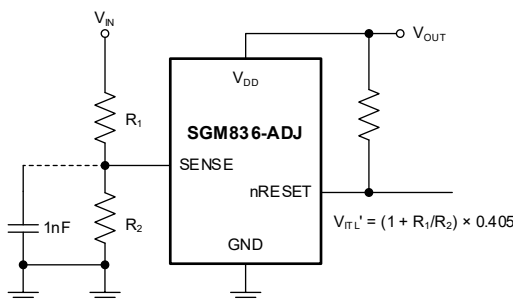 V_IN
V_OUT
V_DD
R_1
SGM836-ADJ
SENSE
nRESET
1nF
R_2
V_ITL' = (1 + R_1/R_2) × 0.405
GND